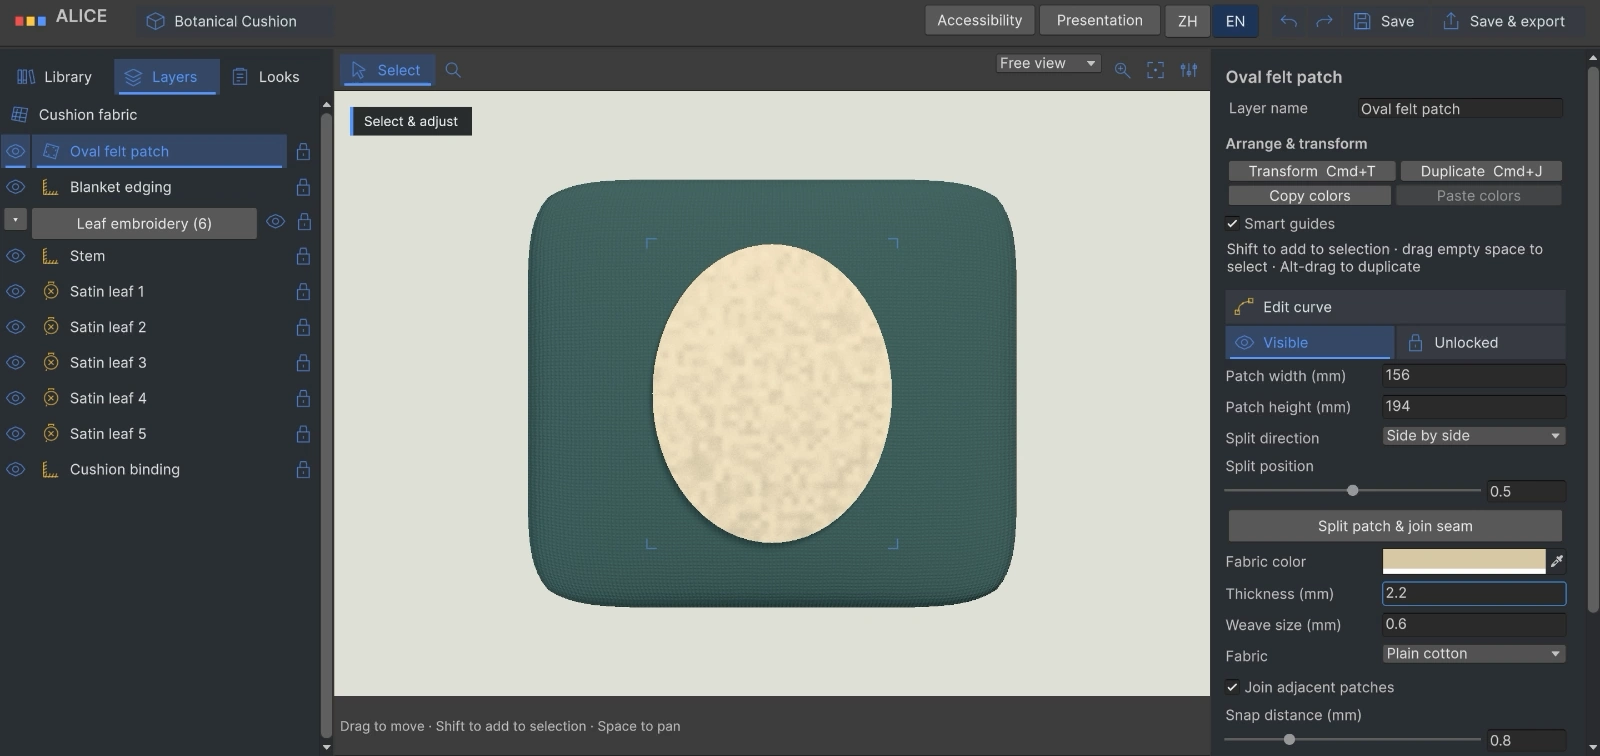 ALICE
Botanical Cushion
Accessibility
Presentation
ZH
EN
Save
Save & export
Library
Layers
Looks
Select
Free view
Cushion fabric
Oval felt patch
Blanket edging
Leaf embroidery (6)
Stem
Satin leaf 1
Satin leaf 2
Satin leaf 3
Satin leaf 4
Satin leaf 5
Cushion binding
Select & adjust
Drag to move · Shift to add to selection · Space to pan
Oval felt patch
Layer name Oval felt patch
Arrange & transform
Transform Cmd+T
Duplicate Cmd+J
Copy colors
Paste colors
Smart guides
Shift to add to selection · drag empty space to
select · Alt-drag to duplicate
Edit curve
Visible
Unlocked
Patch width (mm) 156
Patch height (mm) 194
Split direction Side by side
Split position
0.5
Split patch & join seam
Fabric color
Thickness (mm) 2.2
Weave size (mm) 0.6
Fabric Plain cotton
Join adjacent patches
Snap distance (mm)
0.8